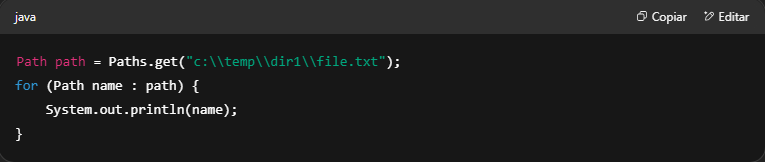 java
Copiar
Editar
Path path = Paths.get("c:\\temp\\dir1\\file.txt");
for (Path name : path) {
    System.out.println(name);
}